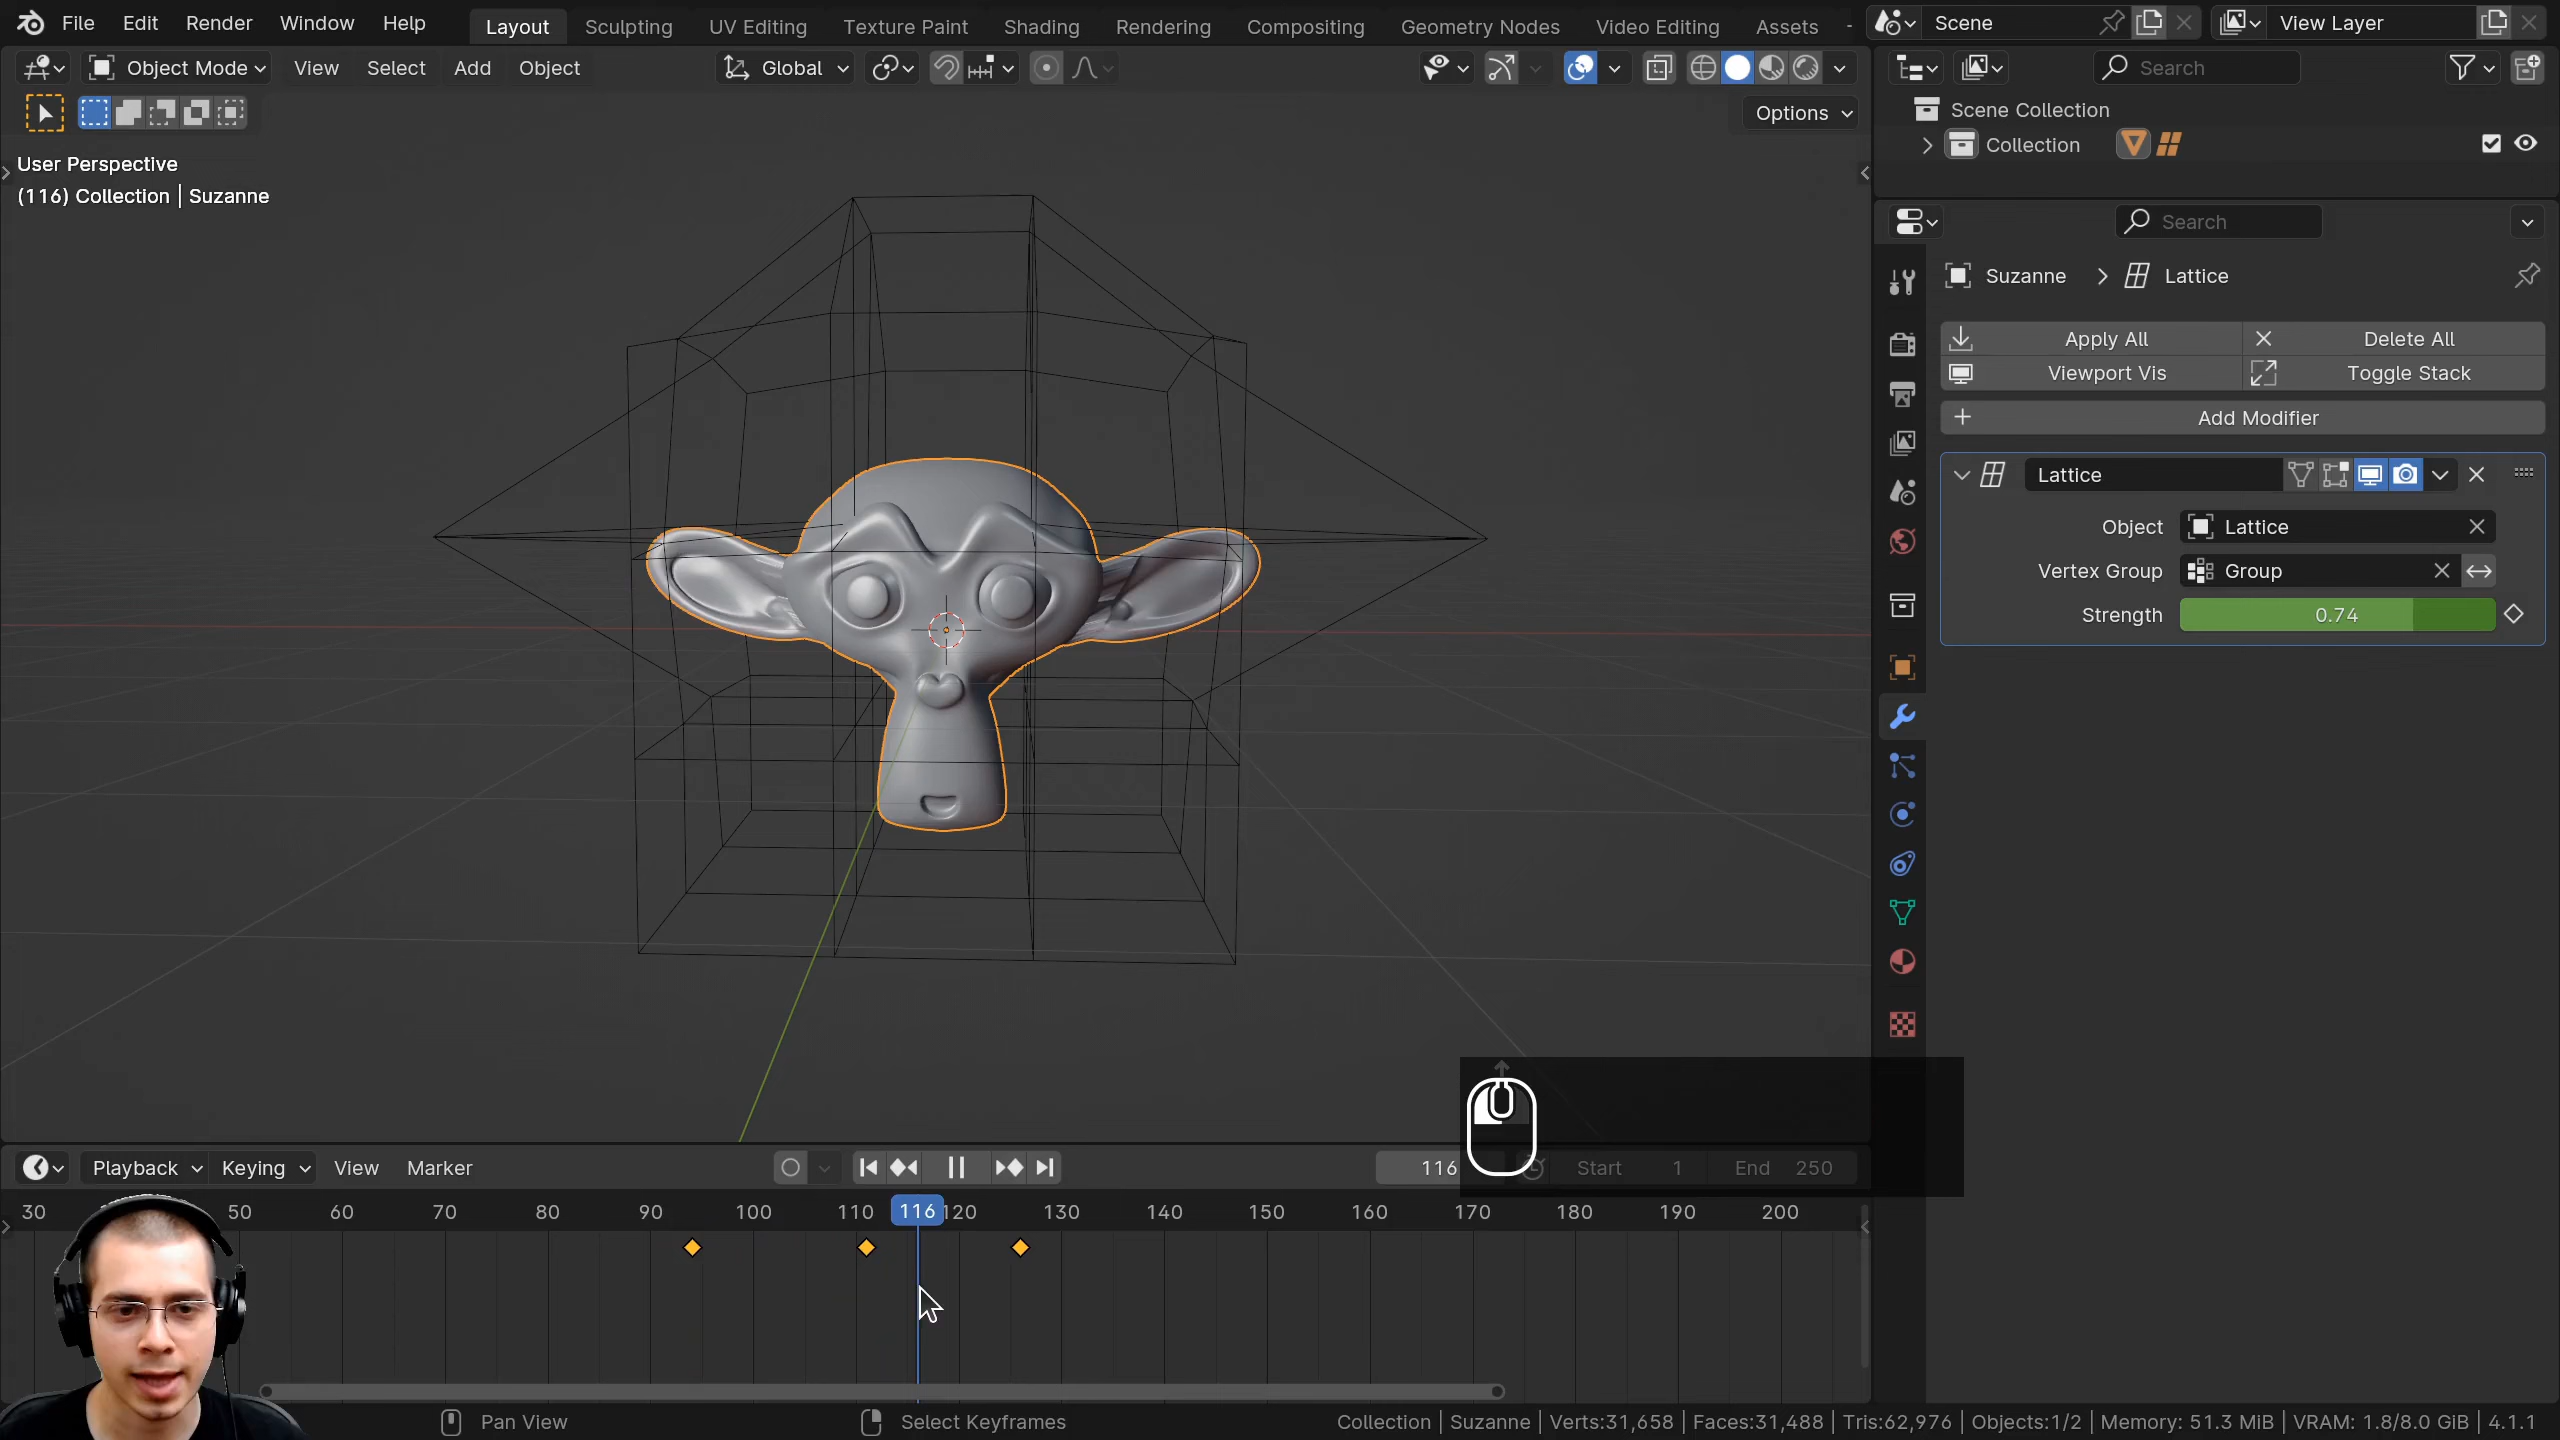 File Edit Render Window Help Layout Sculpting UV Editing Texture Paint Shading Rendering Compositing Geometry Nodes Video Editing Assets Scene View Layer
Object Mode View Select Add Object Global Search
Options
Scene Collection
Collection
User Perspective
(116) Collection | Suzanne
Search
Suzanne Lattice
Apply All Delete All
Viewport Vis Toggle Stack
Add Modifier
Lattice
Object Lattice
Vertex Group Group
Strength 0.74
Playback Keying View Marker 116 Start 1 End 250
30 50 60 70 80 90 100 110 116 120 130 140 150 160 170 180 190 200
Pan View Select Keyframes Collection | Suzanne | Verts:31,658 | Faces:31,488 | Tris:62,976 | Objects:1/2 | Memory: 51.3 MiB | VRAM: 1.8/8.0 GiB | 4.1.1